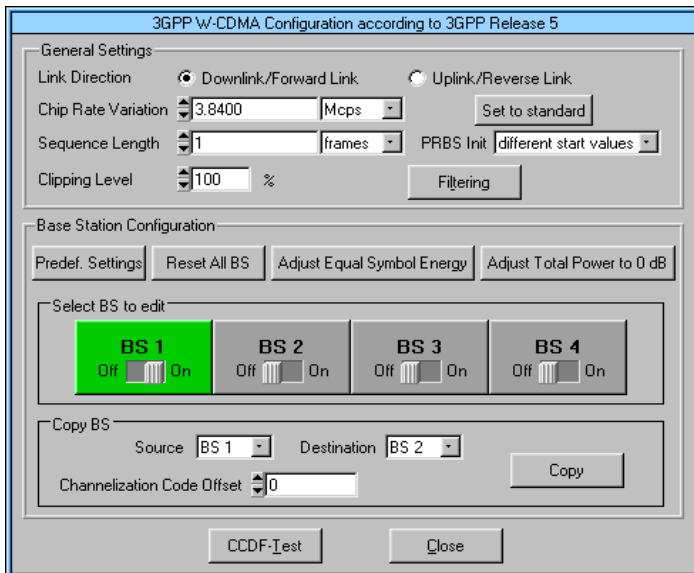 3GPP W-CDMA Configuration according to 3GPP Release 5
General Settings
Link Direction Downlink/Forward Link Uplink/Reverse Link
Chip Rate Variation 3.8400 Mcps Set to standard
Sequence Length 1 frames PRBS Init different start values
Clipping Level 100 % Filtering
Base Station Configuration
Predef. Settings Reset All BS Adjust Equal Symbol Energy Adjust Total Power to 0 dB
Select BS to edit
BS 1 BS 2 BS 3 BS 4
Off On Off On Off On Off On
Copy BS
Source BS 1 Destination BS 2
Channelization Code Offset 0 Copy
CCDF-Test Close